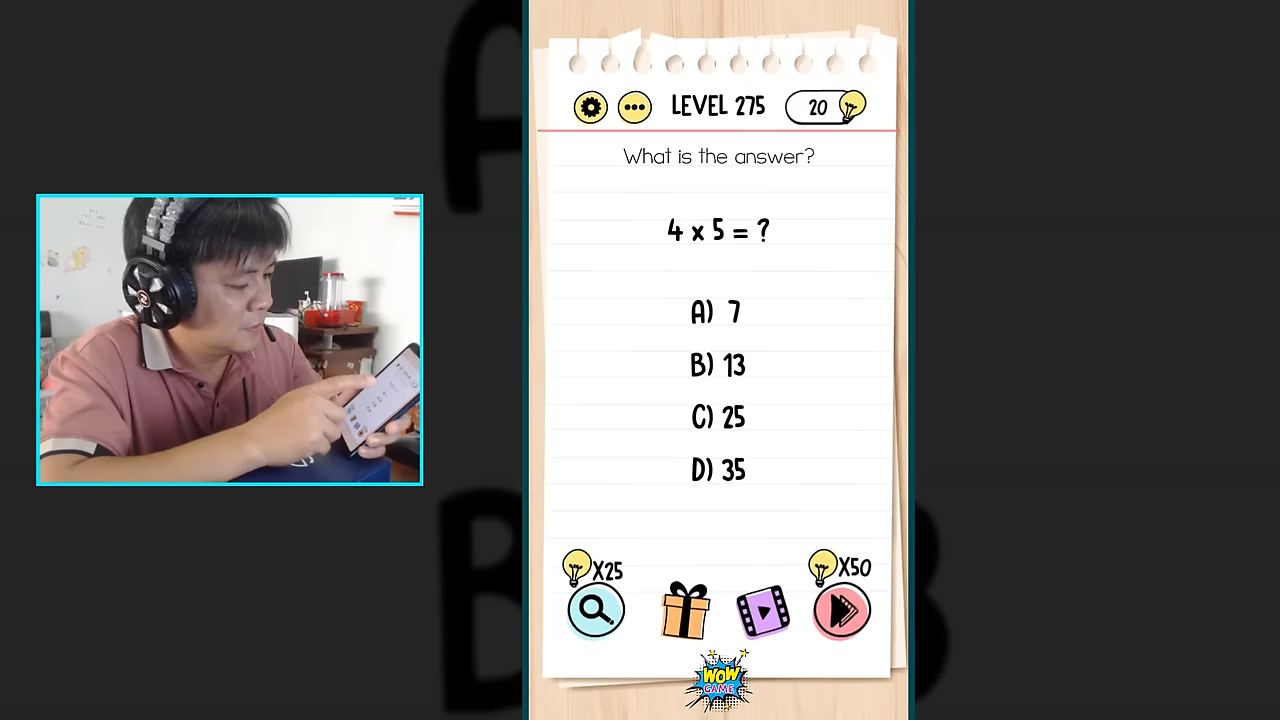 LEVEL 275
20
What is the answer?
4 x 5 = ?
A) 7
B) 13
C) 25
D) 35
X25
X50
WOW
GAME